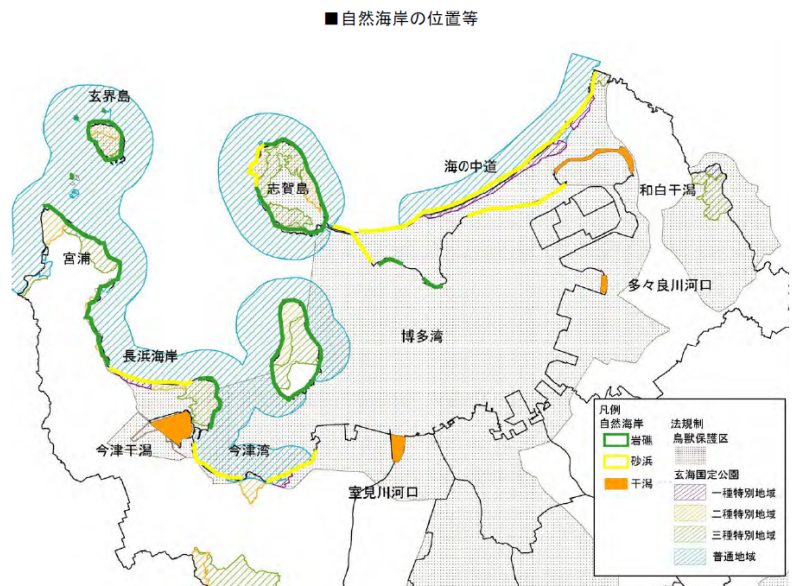 ■自然海岸の位置等
玄界島
志賀島
海の中道
和白干潟
宮浦
多々良川河口
博多湾
長浜海岸
今津干潟
今津湾
室見川河口
凡例
自然海岸
岩礁
砂浜
干潟
法規制
鳥獣保護区
玄海国定公園
一種特別地域
二種特別地域
三種特別地域
普通地域